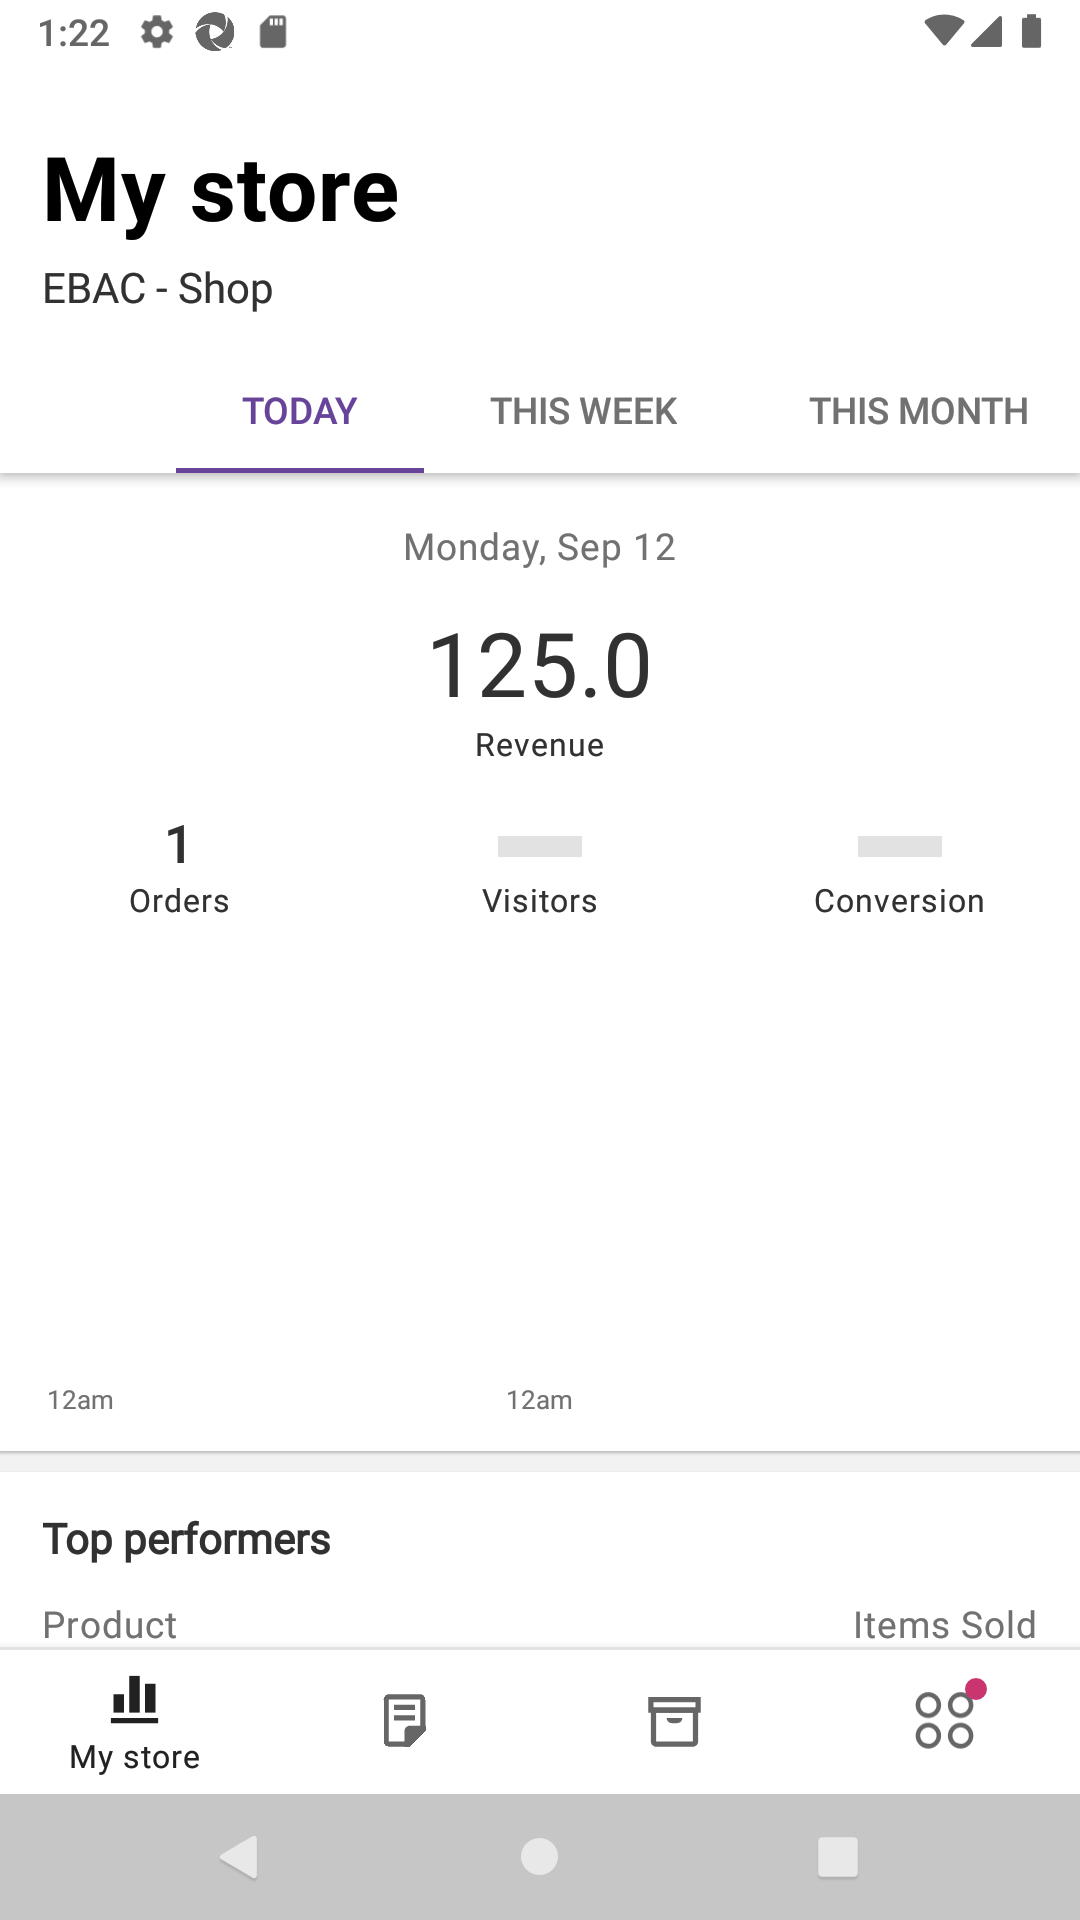 1:22
My store
EBAC - Shop
TODAY THIS WEEK THIS MONTH
Monday, Sep 12
125.0
Revenue
1
Orders Visitors Conversion
12am 12am
Top performers
Product Items Sold
My store